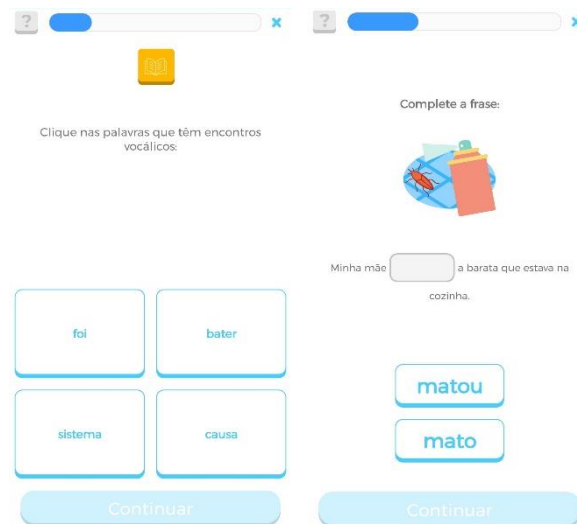 ?
×
Clique nas palavras que têm encontros
vocálicos:
foi
bater
sistema
causa
Continuar
?
×
Complete a frase:
Minha mãe
a barata que estava na
cozinha.
matou
mato
Continuar